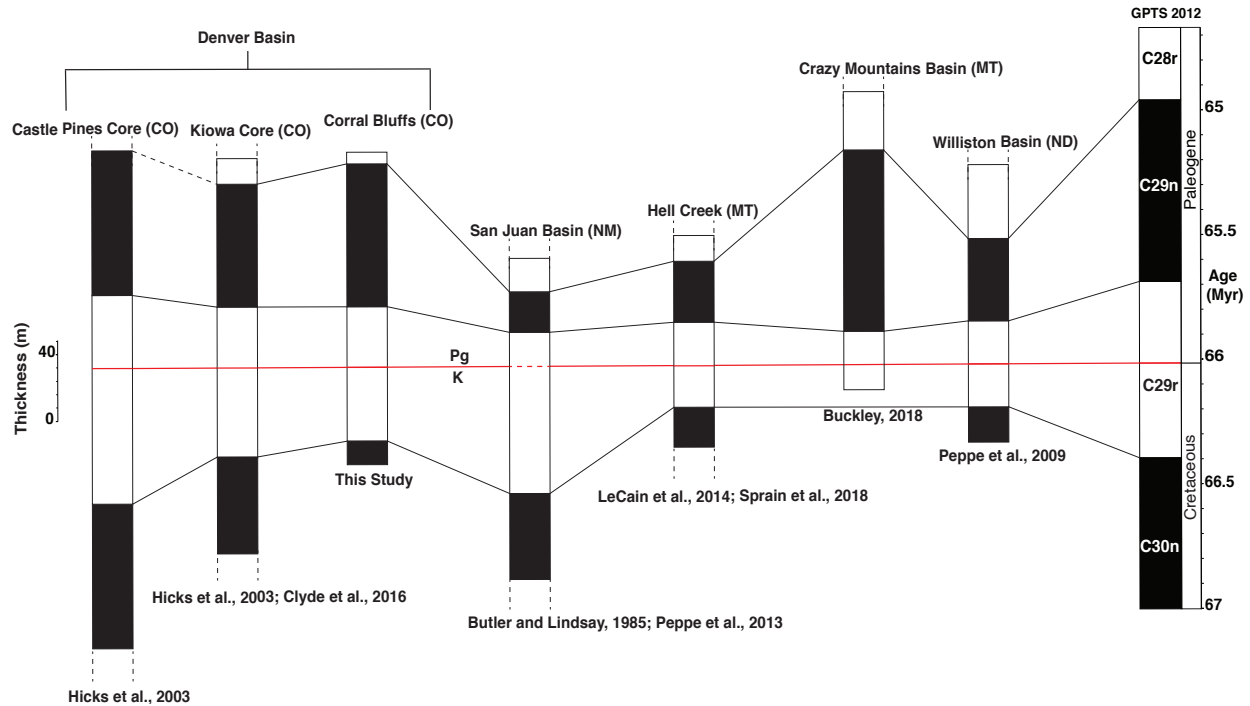 GPTS 2012
Denver Basin
Castle Pines Core (CO)
Kiowa Core (CO)
Corral Bluffs (CO)
San Juan Basin (NM)
Hell Creek (MT)
Crazy Mountains Basin (MT)
Williston Basin (ND)
C28r
C29n
C29r
C30n
Paleogene
Cretaceous
65
65.5
Age
(Myr)
66
66.5
67
Thickness (m)
40
0
Pg
K
This Study
Buckley, 2018
Peppe et al., 2009
LeCain et al., 2014; Sprain et al., 2018
Hicks et al., 2003; Clyde et al., 2016
Butler and Lindsay, 1985; Peppe et al., 2013
Hicks et al., 2003